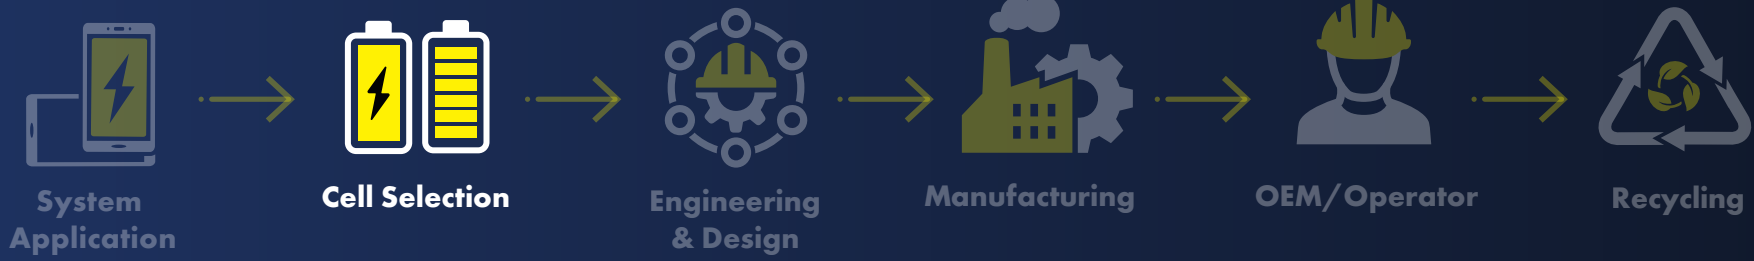 System
Application
Cell Selection
Engineering
& Design
Manufacturing
OEM/Operator
Recycling